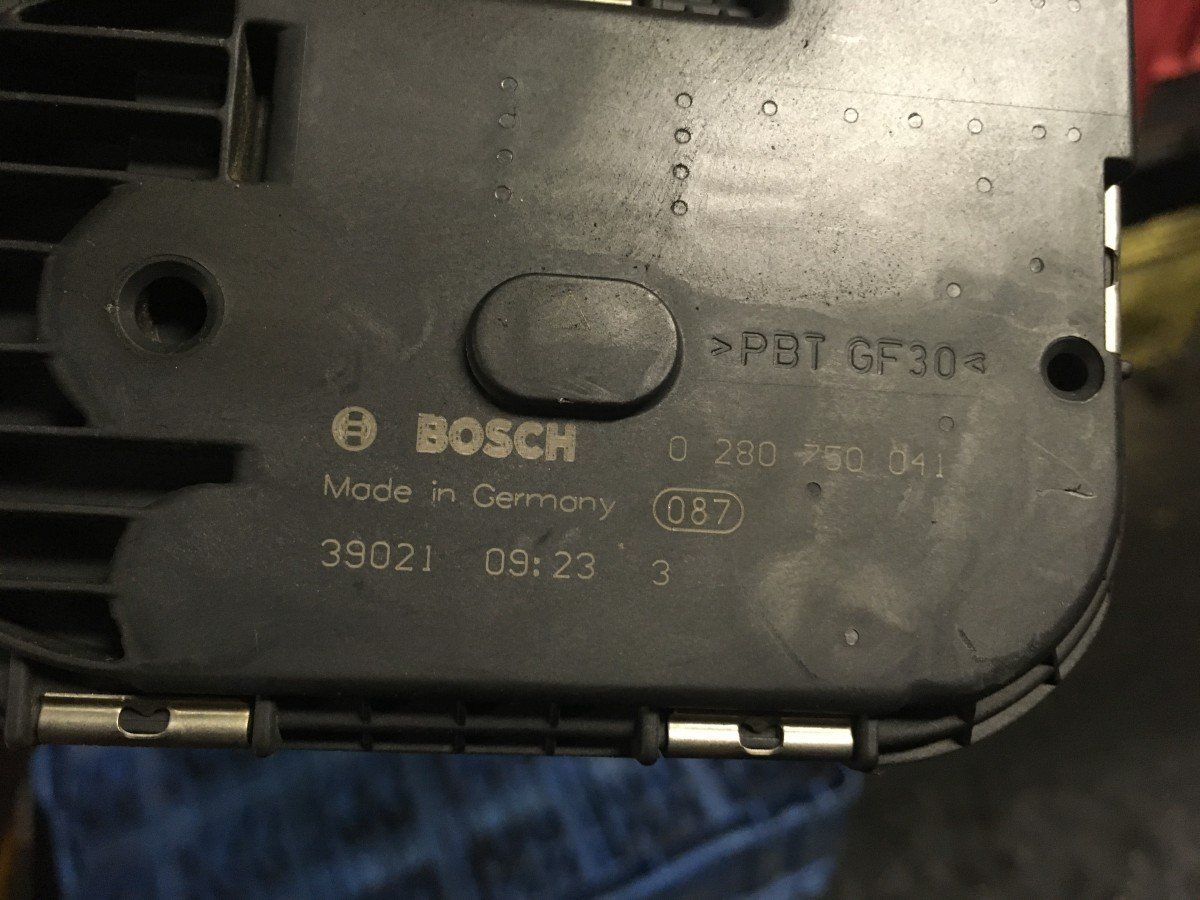 >PBT GF30<
BOSCH 0 280 750 041
Made in Germany 087
39021 09:23 3